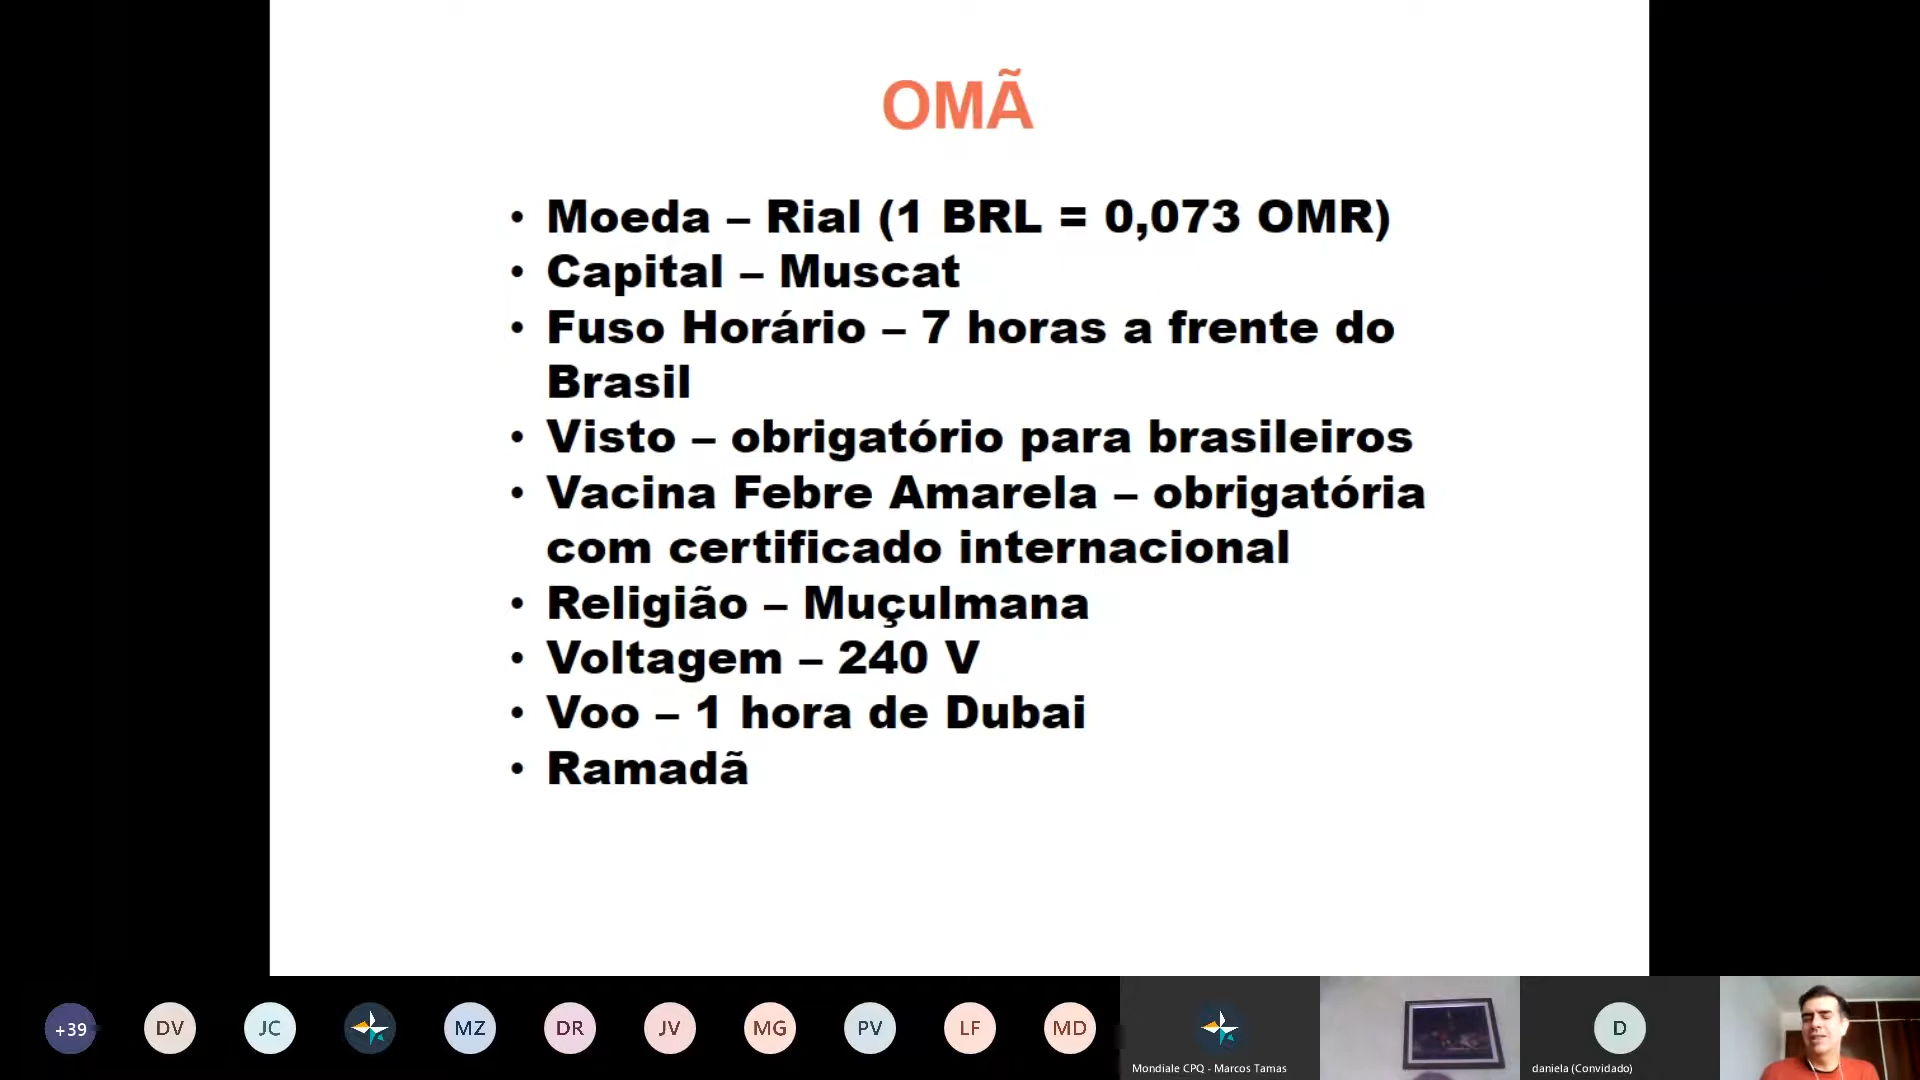 OMÃ
• Moeda – Rial (1 BRL = 0,073 OMR)
• Capital – Muscat
• Fuso Horário – 7 horas a frente do
Brasil
• Visto – obrigatório para brasileiros
• Vacina Febre Amarela – obrigatória
com certificado internacional
• Religião – Muçulmana
• Voltagem – 240 V
• Voo – 1 hora de Dubai
• Ramadã
+39 DV JC MZ DR JV MG PV LF MD D
Mondiale CPQ - Marcos Tamas daniela (Convidado)